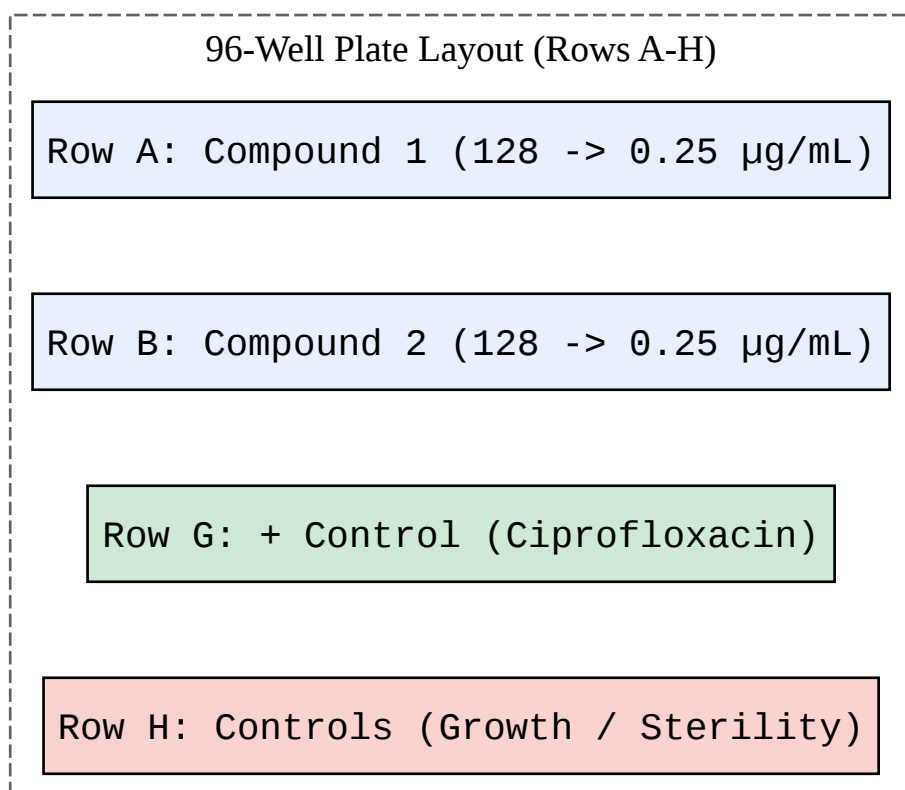 96-Well Plate Layout (Rows A-H)
Row A: Compound 1 (128 -> 0.25 µg/mL)
Row B: Compound 2 (128 -> 0.25 µg/mL)
Row G: + Control (Ciprofloxacin)
Row H: Controls (Growth / Sterility)